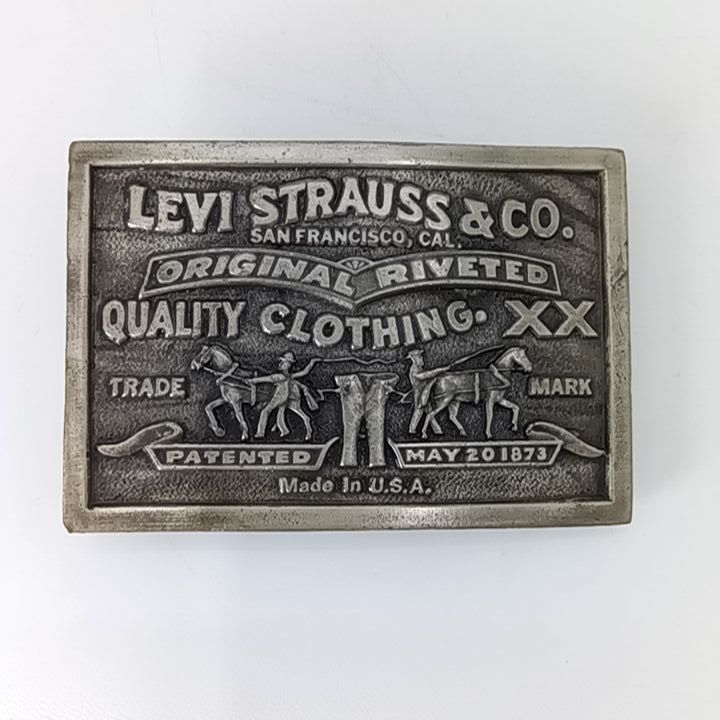 LEVI STRAUSS & CO.
SAN FRANCISCO, CAL.
ORIGINAL RIVETED
QUALITY CLOTHING. XX
TRADE MARK
PATENTED MAY 20 1873
Made In U.S.A.